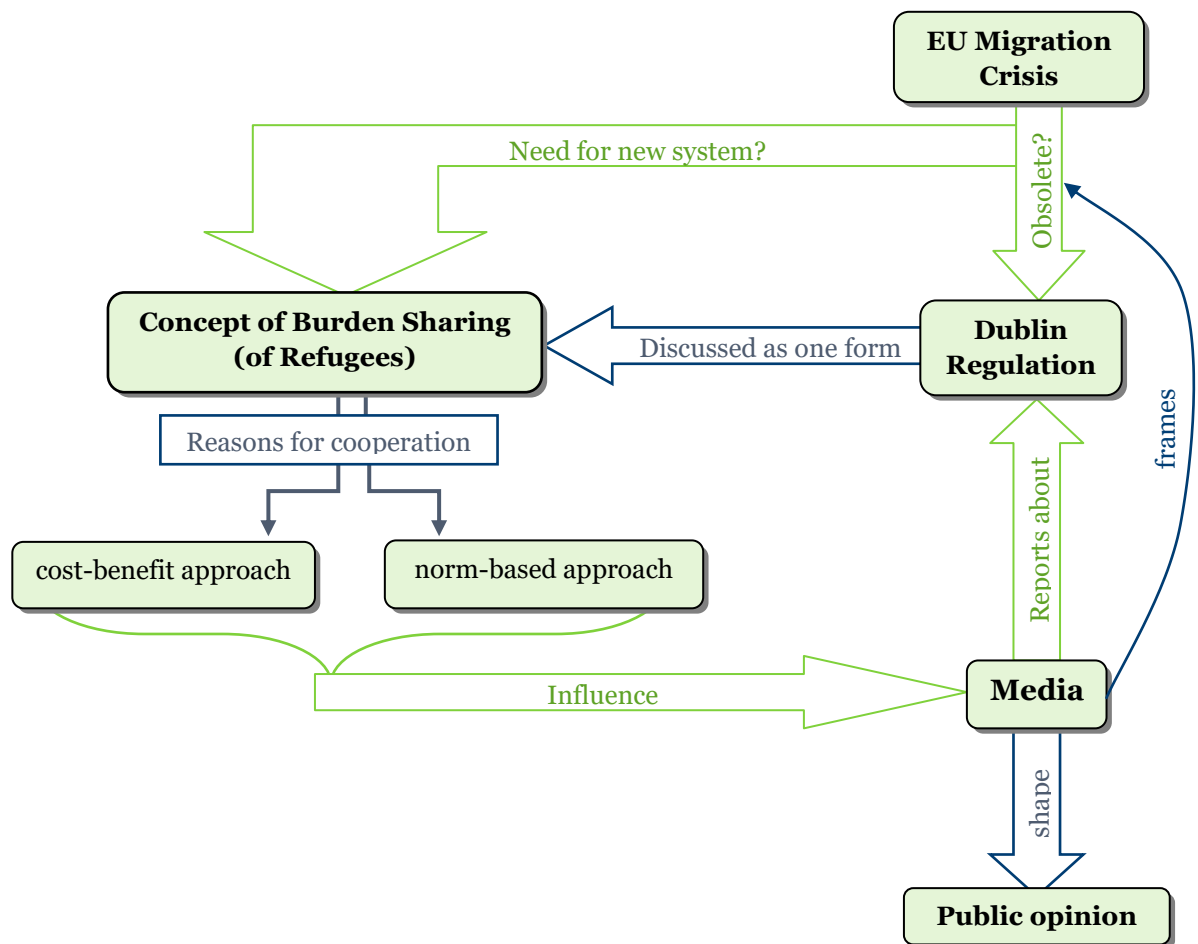 EU Migration
Crisis
Need for new system?
Obsolete?
Concept of Burden Sharing
(of Refugees)
Discussed as one form
Dublin
Regulation
frames
Reasons for cooperation
cost-benefit approach
norm-based approach
Reports about
Influence
Media
shape
Public opinion